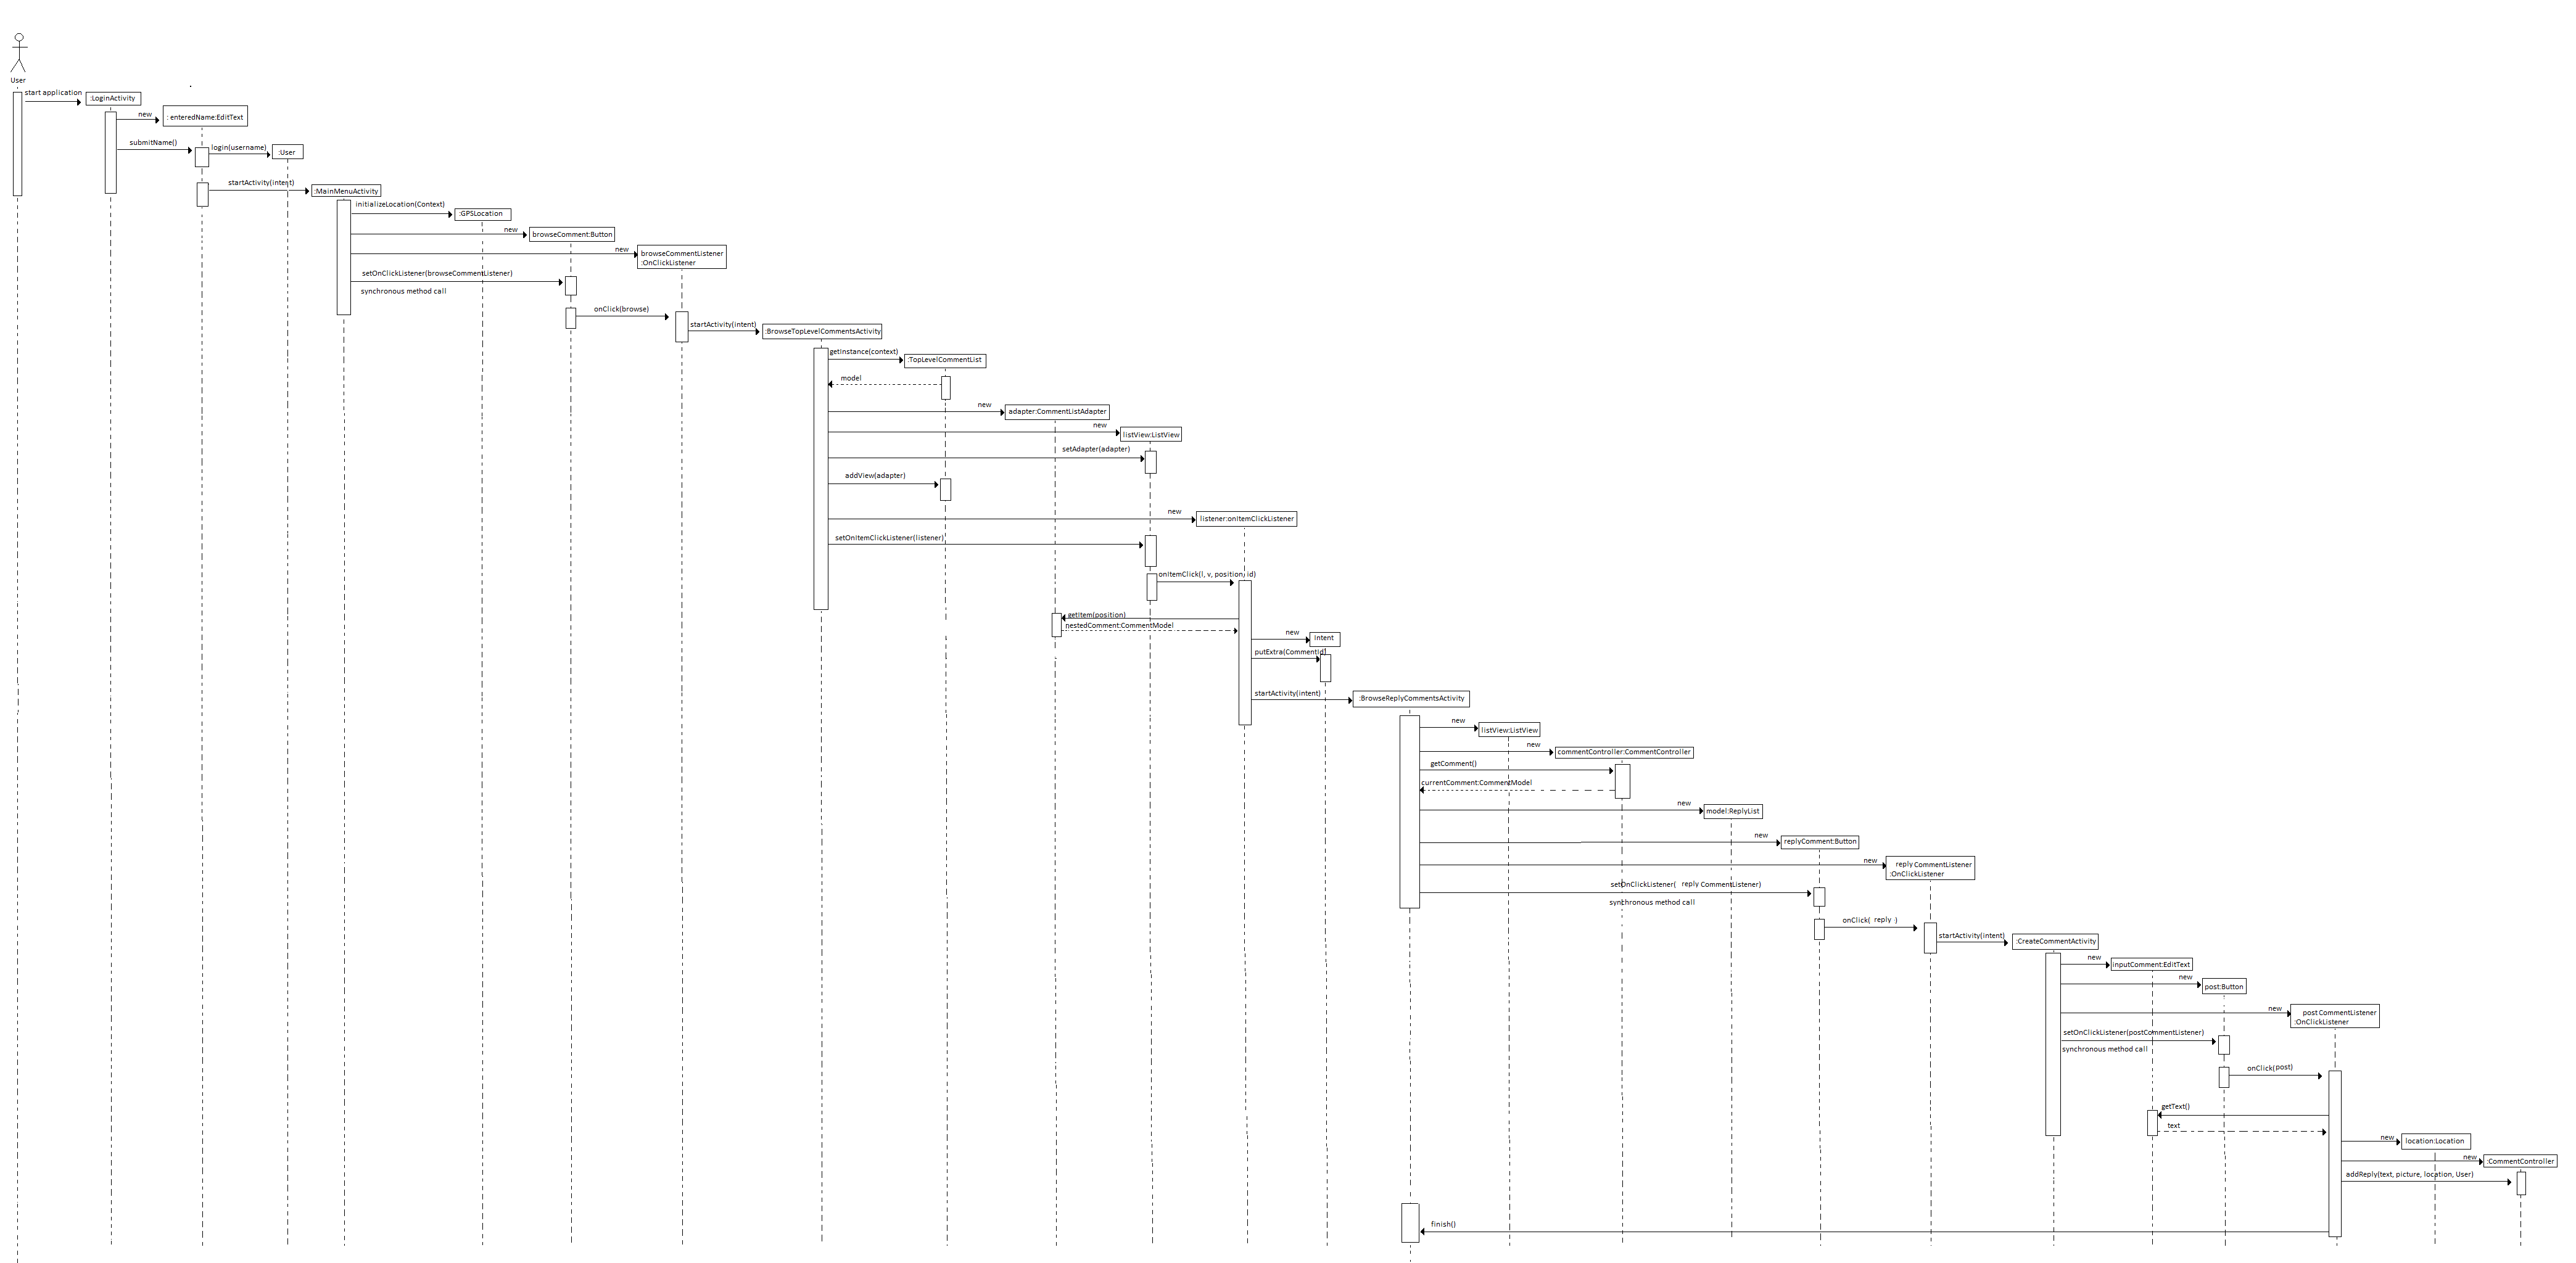 User
start application
:LoginActivity
new
: enteredName:EditText
submitName()
login(username)
:User
startActivity(intent)
:MainMenuActivity
initializeLocation(Context)
:GPSLocation
new
browseComment:Button
new
browseCommentListener
:OnClickListener
setOnClickListener(browseCommentListener)
synchronous method call
onClick(browse)
startActivity(intent)
:BrowseTopLevelCommentsActivity
getInstance(context)
:TopLevelCommentList
model
new
adapter:CommentListAdapter
new
listView:ListView
setAdapter(adapter)
addView(adapter)
new
listener:onItemClickListener
setOnItemClickListener(listener)
onItemClick(l, v, position, id)
getItem(position)
nestedComment:CommentModel
new
Intent
putExtra(CommentId)
startActivity(intent)
:BrowseReplyCommentsActivity
new
listView:ListView
new
commentController:CommentController
getComment()
currentComment:CommentModel
new
model:ReplyList
new
replyComment:Button
new
reply CommentListener
:OnClickListener
setOnClickListener( reply CommentListener)
synchronous method call
onClick( reply )
startActivity(intent)
:CreateCommentActivity
new
inputComment:EditText
new
post:Button
new
post CommentListener
:OnClickListener
setOnClickListener(postCommentListener)
synchronous method call
onClick(post)
getText()
text
new
location:Location
new
:CommentController
addReply(text, picture, location, User)
finish()